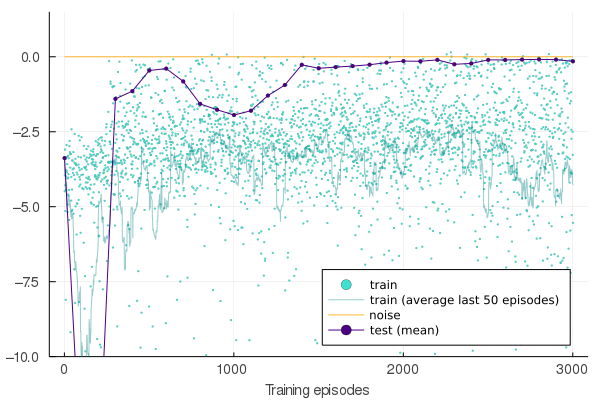 0.0
−2.5
−5.0
−7.5
−10.0
0
1000
2000
3000
Training episodes
train
train (average last 50 episodes)
noise
test (mean)